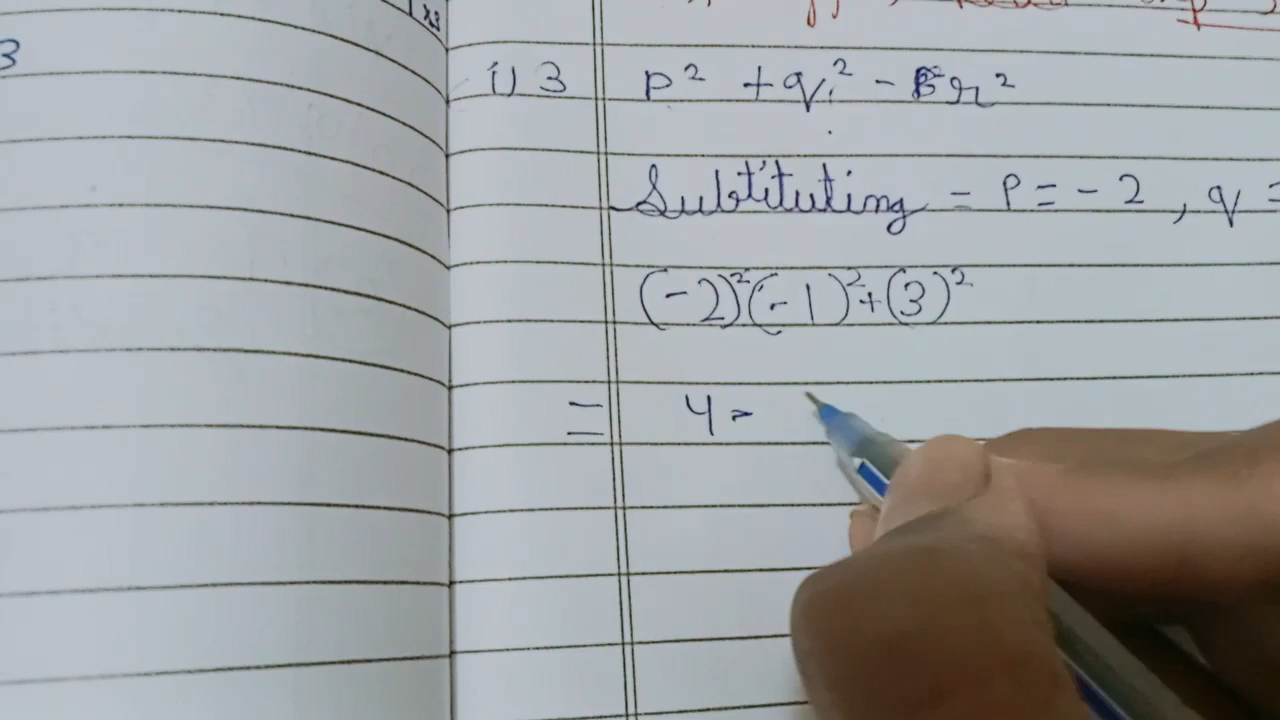 3
i) 3 p² + q² - r²
Subtituting = P = - 2 , q =
(-2)²(-1)²+(3)²
= 4 -